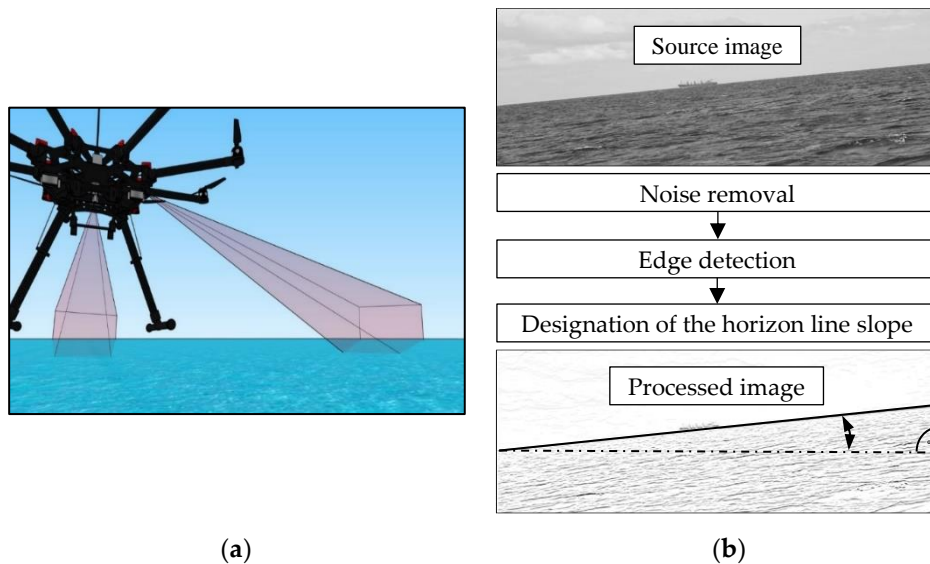 Source image
Noise removal
Edge detection
Designation of the horizon line slope
Processed image
(a)
(b)